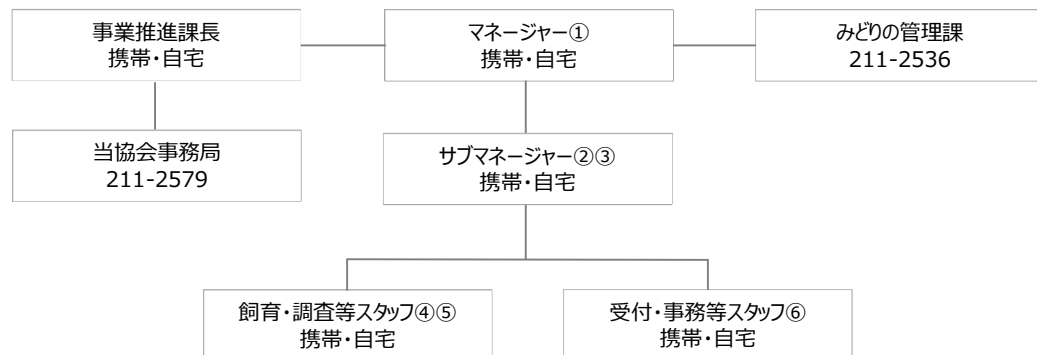 事業推進課長
携帯・自宅
マネージャー①
携帯・自宅
みどりの管理課
211-2536
当協会事務局
211-2579
サブマネージャー②③
携帯・自宅
飼育・調査等スタッフ④⑤
携帯・自宅
受付・事務等スタッフ⑥
携帯・自宅